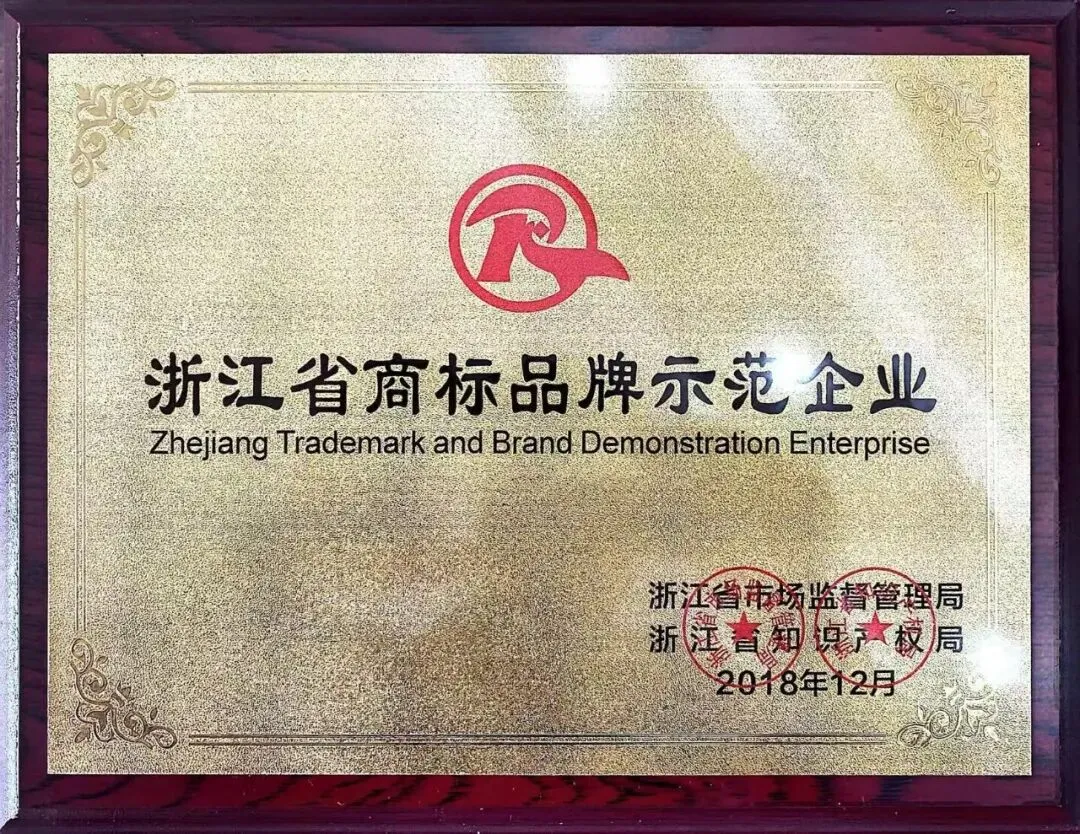 浙江省商标品牌示范企业
Zhejiang Trademark and Brand Demonstration Enterprise
浙江省市场监督管理局
浙江省知识产权局
2018年12月